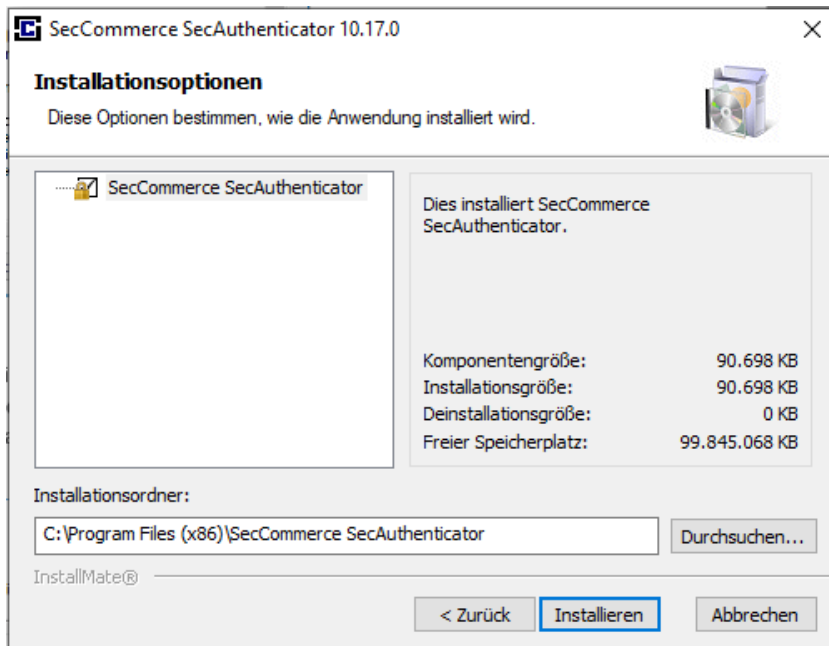 SecCommerce SecAuthenticator 10.17.0
Installationsoptionen
Diese Optionen bestimmen, wie die Anwendung installiert wird.
SecCommerce SecAuthenticator
Dies installiert SecCommerce
SecAuthenticator.
Komponentengröße: 90.698 KB
Installationsgröße: 90.698 KB
Deinstallationsgröße: 0 KB
Freier Speicherplatz: 99.845.068 KB
Installationsordner:
C:\Program Files (x86)\SecCommerce SecAuthenticator
Durchsuchen...
InstallMate®
< Zurück Installieren Abbrechen